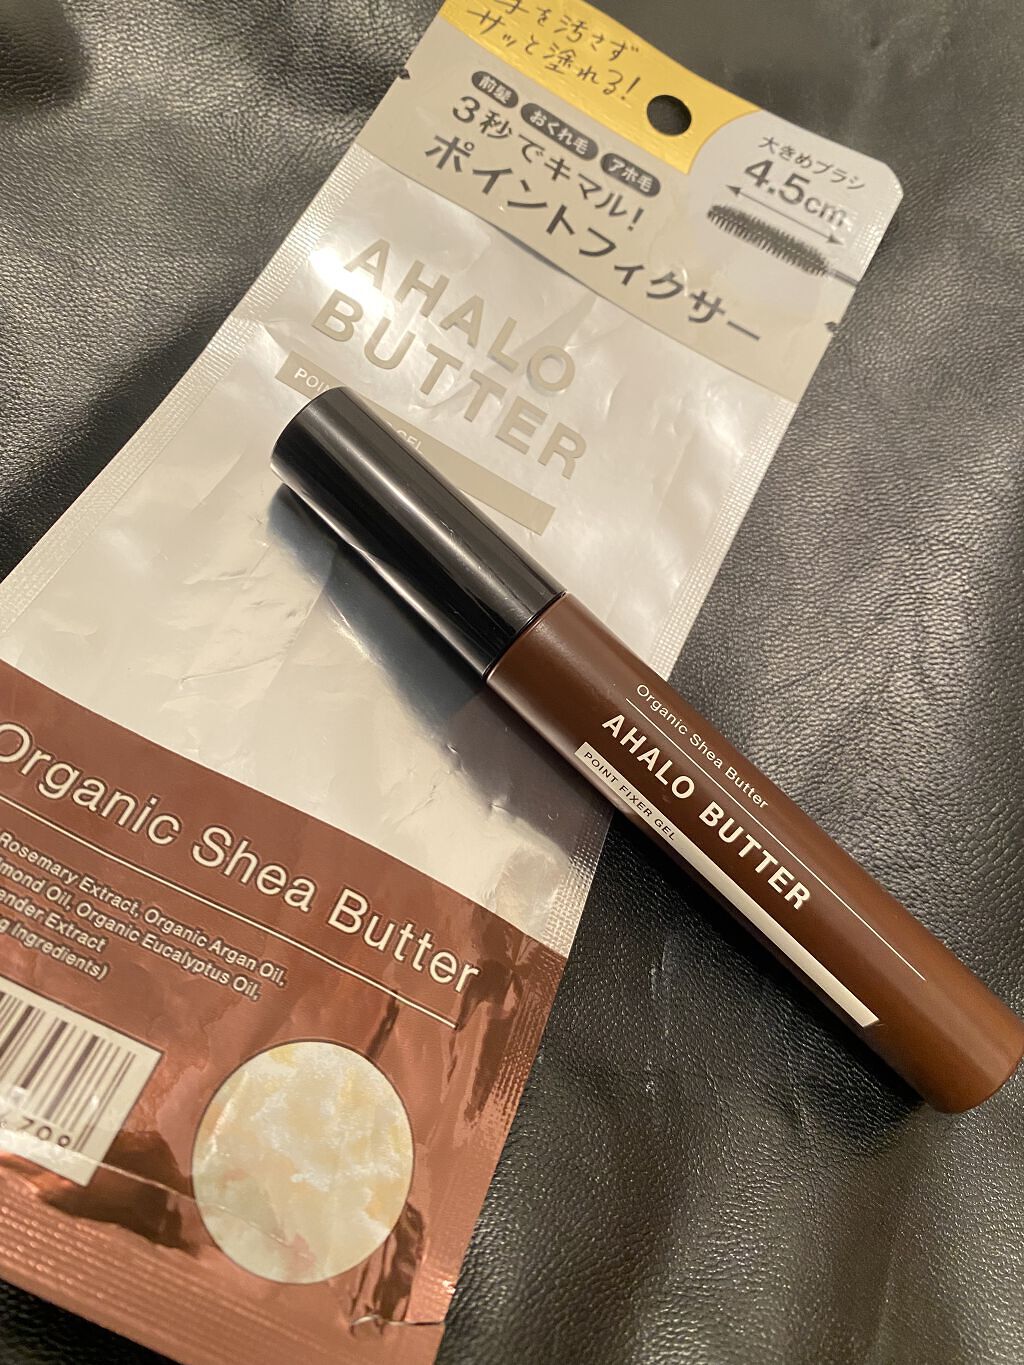 手を汚さず
サッと塗れる!
前髪 おくれ毛 アホ毛
3秒でキマル!
ポイントフィクサー
大きめブラシ
4.5cm
AHALO
BUTTER
Organic Shea Butter
Rosemary Extract, Organic Argan Oil,
Oil, Organic Eucalyptus Oil,
Extract
Ingredients)
700
Organic Shea Butter
AHALO BUTTER
POINT FIXER GEL